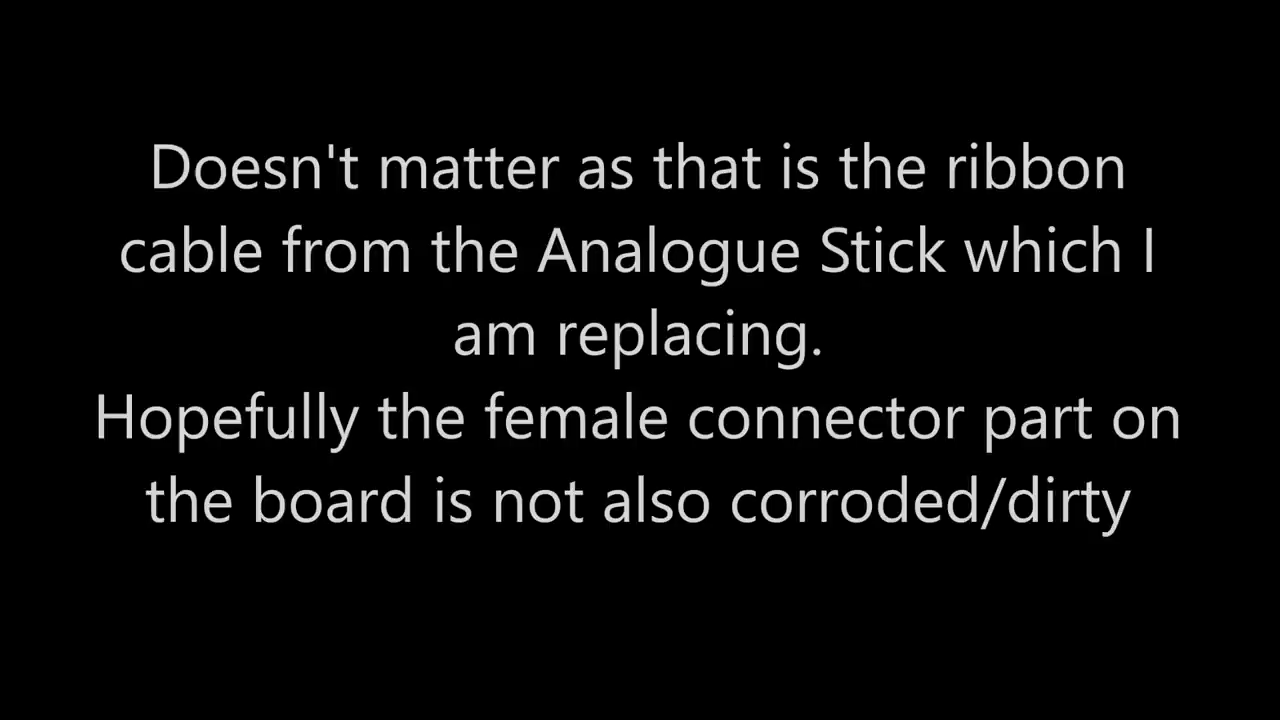 Doesn't matter as that is the ribbon
cable from the Analogue Stick which I
am replacing.
Hopefully the female connector part on
the board is not also corroded/dirty